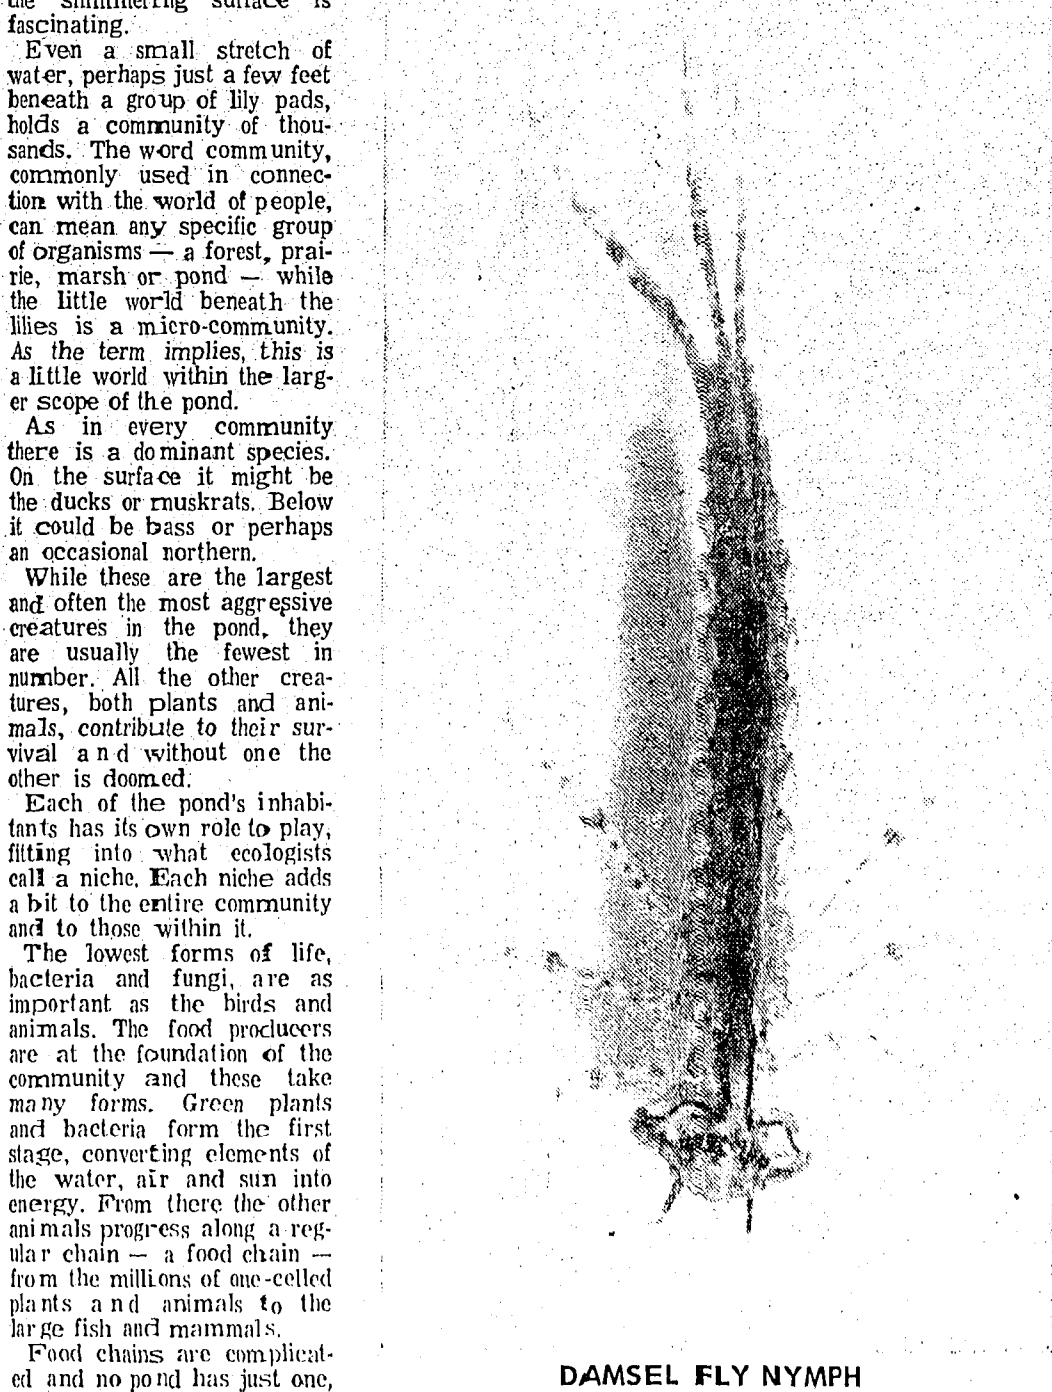 the shimmering surface is
fascinating.
Even a small stretch of
water, perhaps just a few feet
beneath a group of lily pads,
holds a community of thou-
sands. The word community,
commonly used in connec-
tion with the world of people,
can mean any specific group
of organisms — a forest, prai-
rie, marsh or pond — while
the little world beneath the
lilies is a micro-community.
As the term implies, this is
a little world within the larg-
er scope of the pond.
As in every community
there is a dominant species.
On the surface it might be
the ducks or muskrats. Below
it could be bass or perhaps
an occasional northern.
While these are the largest
and often the most aggressive
creatures in the pond, they
are usually the fewest in
number. All the other crea-
tures, both plants and ani-
mals, contribute to their sur-
vival and without one the
other is doomed.
Each of the pond's inhabi-
tants has its own role to play,
fitting into what ecologists
call a niche. Each niche adds
a bit to the entire community
and to those within it.
The lowest forms of life,
bacteria and fungi, are as
important as the birds and
animals. The food producers
are at the foundation of the
community and these take
many forms. Green plants
and bacteria form the first
stage, converting elements of
the water, air and sun into
energy. From there the other
animals progress along a reg-
ular chain — a food chain —
from the millions of one-celled
plants and animals to the
large fish and mammals.
Food chains are complicat-
ed and no pond has just one,
DAMSEL FLY NYMPH